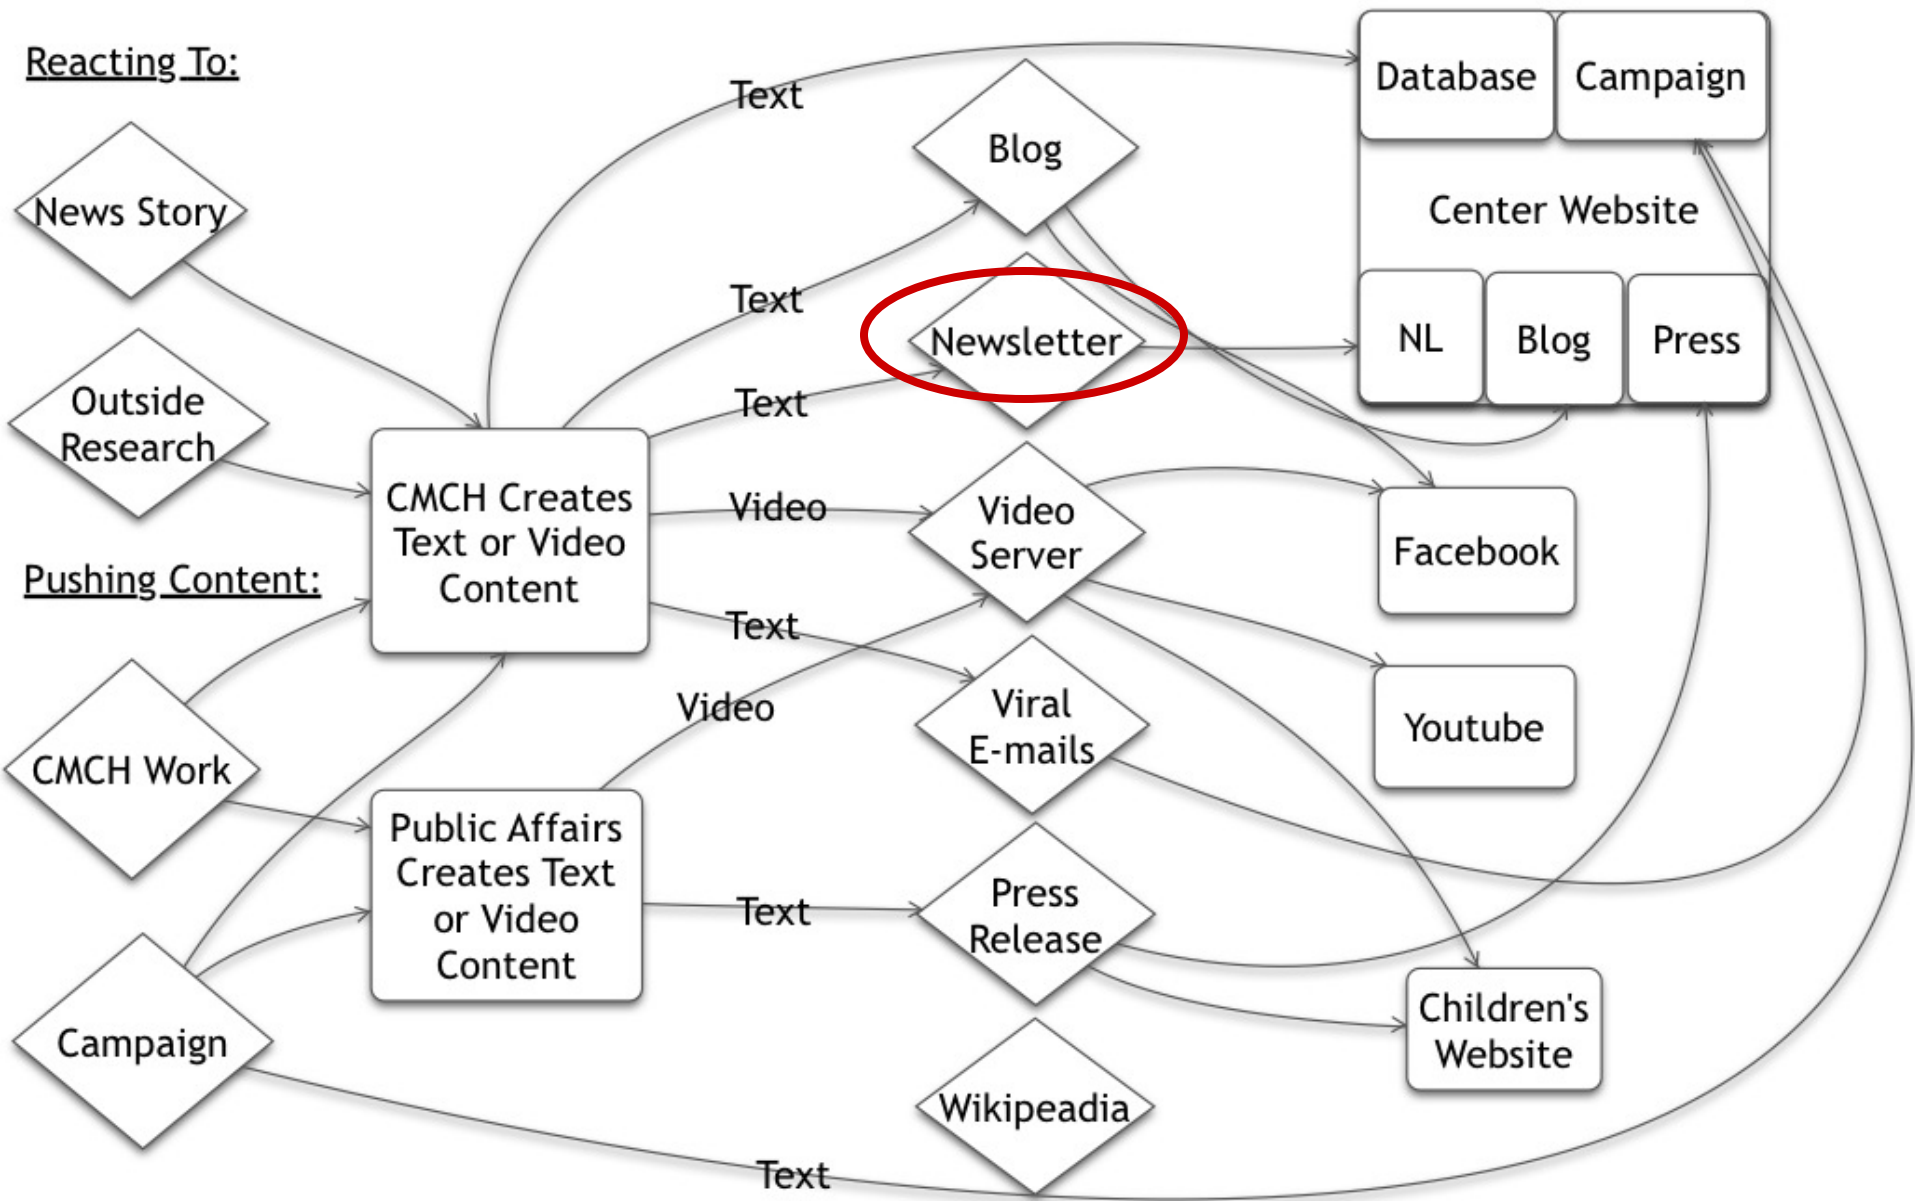 Reacting To:
News Story
Outside
Research
Pushing Content:
CMCH Work
Campaign
CMCH Creates
Text or Video
Content
Public Affairs
Creates Text
or Video
Content
Text
Text
Text
Video
Text
Video
Text
Text
Blog
Newsletter
Video
Server
Viral
E-mails
Press
Release
Wikipeadia
Database
Campaign
Center Website
NL
Blog
Press
Facebook
Youtube
Children's
Website